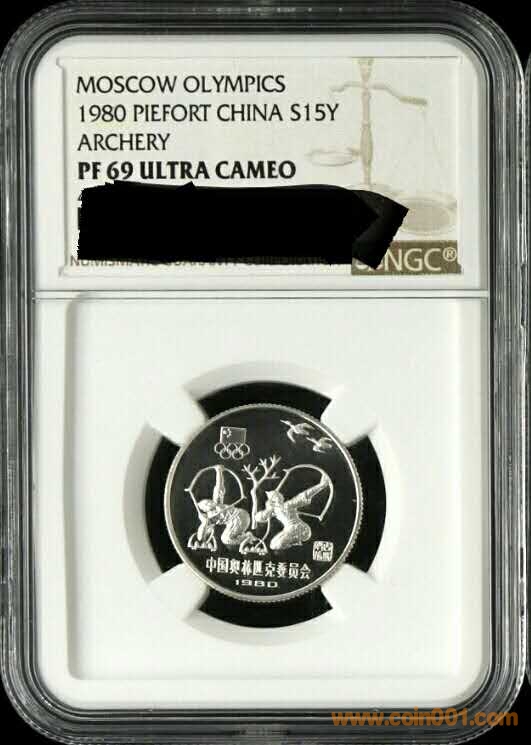 MOSCOW OLYMPICS
1980 PIEFORT CHINA S15Y
ARCHERY
PF 69 ULTRA CAMEO
NGC®
中国奥林匹克委员会
1980
www.coin001.com